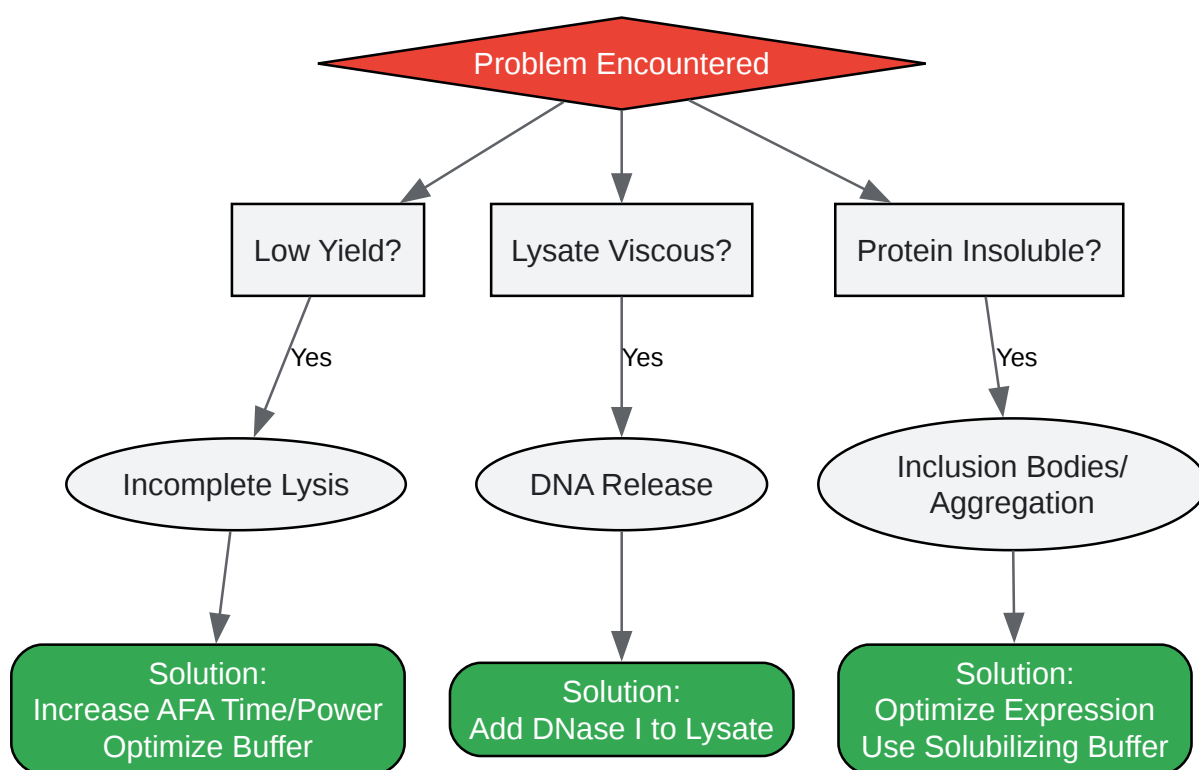 Problem Encountered
Low Yield?
Lysate Viscous?
Protein Insoluble?
Yes
Yes
Yes
Incomplete Lysis
DNA Release
Inclusion Bodies/
Aggregation
Solution:
Increase AFA Time/Power
Optimize Buffer
Solution:
Add DNase I to Lysate
Solution:
Optimize Expression
Use Solubilizing Buffer